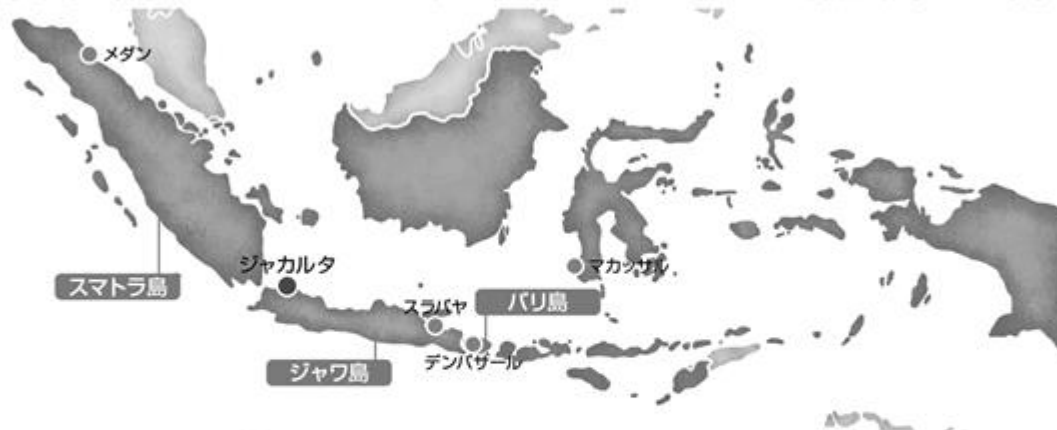 メダン
ジャカルタ
マカッサル
スマトラ島
スラバヤ
バリ島
デンパサール
ジャワ島